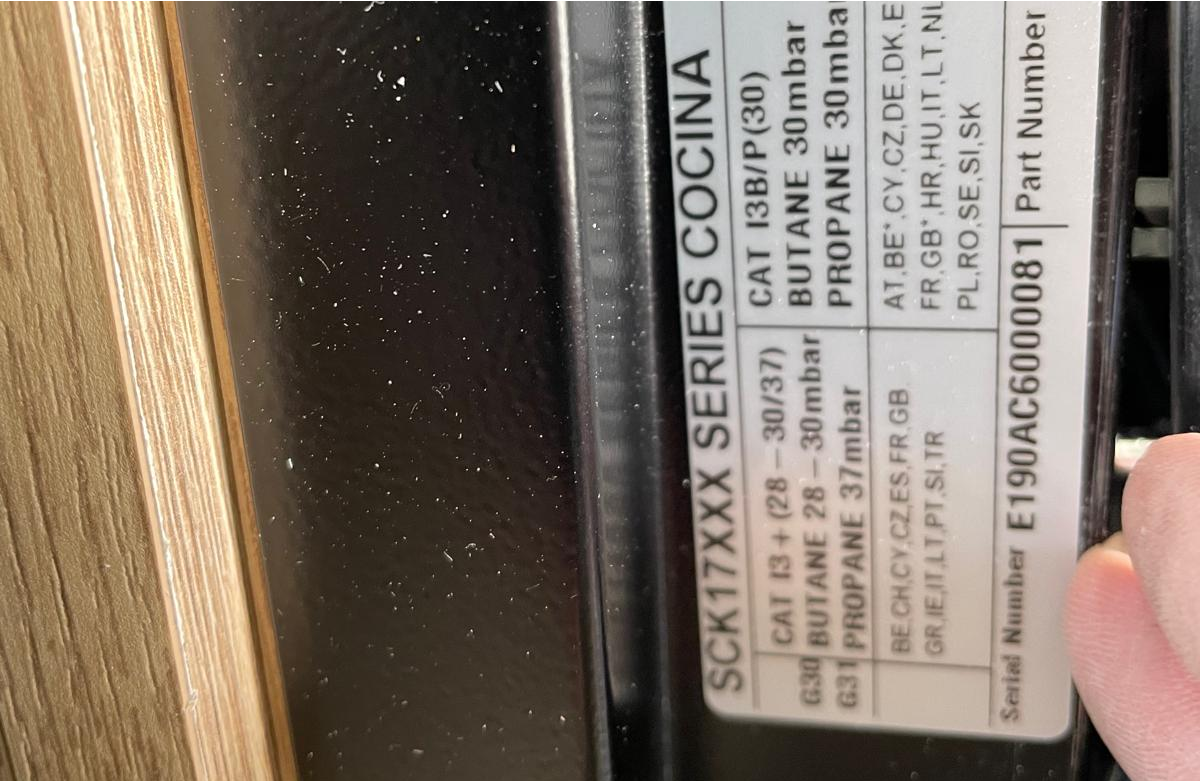 SCK17XXX SERIES COCINA
G30
G31
CAT I3+(28–30/37)
BUTANE 28–30mbar
PROPANE 37mbar
CAT I3B/P(30)
BUTANE 30mbar
PROPANE 30mbar
BE,CH,CY,CZ,ES,FR,GB
GR,IE,IT,LT,PT,SI,TR
AT,BE*,CY,CZ,DE,DK,E
FR,GB*,HR,HU,IT,LT,NL
PL,RO,SE,SI,SK
Serial Number E190AC6000081
Part Number